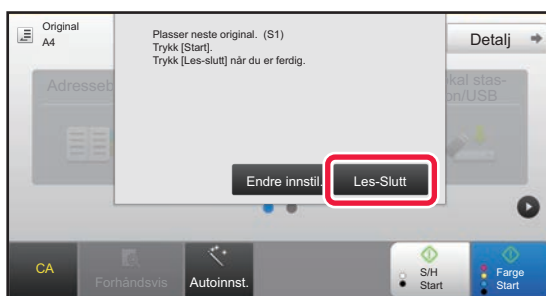 Original
A4
Plasser neste original. (S1)
Trykk [Start].
Trykk [Les-slutt] når du er ferdig.
Detalj
Adresseb
kal stas-
on/USB
Endre innstil.
Les-Slutt
CA
Forhåndsvis
Autoinnst.
S/H
Start
Farge
Start